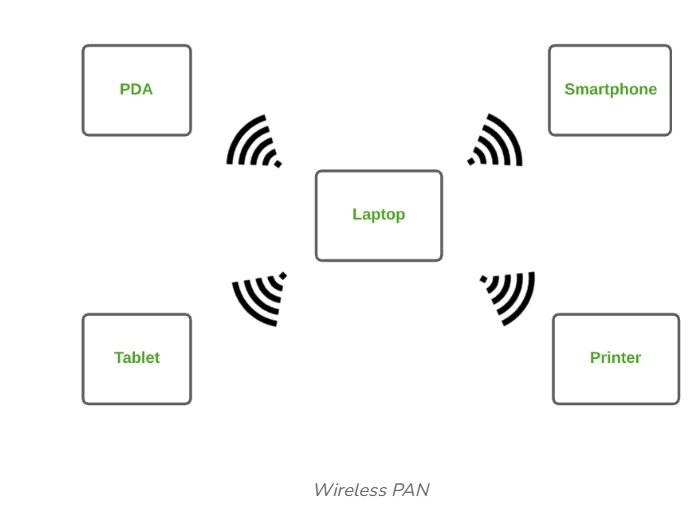 PDA
Smartphone
Laptop
Tablet
Printer
Wireless PAN